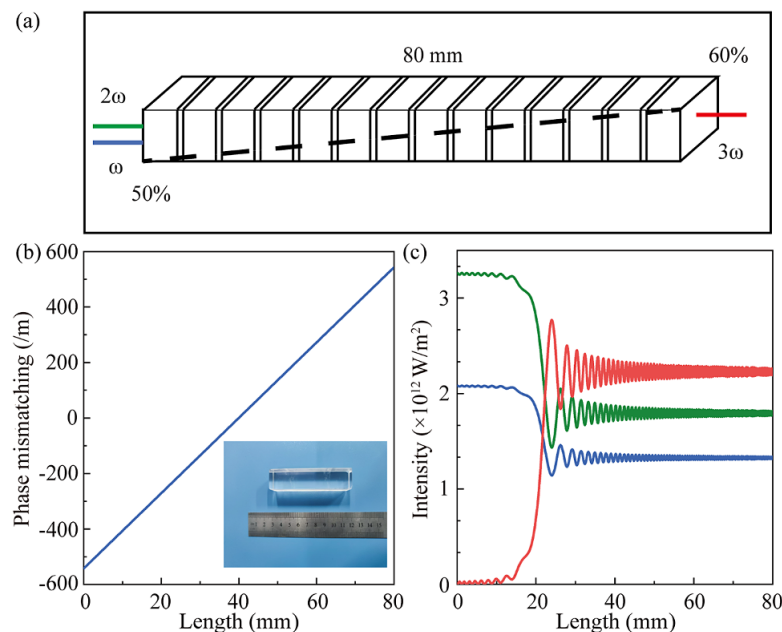 (a)
80 mm
60%
2ω
ω
3ω
50%
(b)
600
400
200
0
-200
-400
-600
Phase mismatching (/m)
0 20 40 60 80
Length (mm)
(c)
3
2
1
0
Intensity (×10¹² W/m²)
0 20 40 60 80
Length (mm)